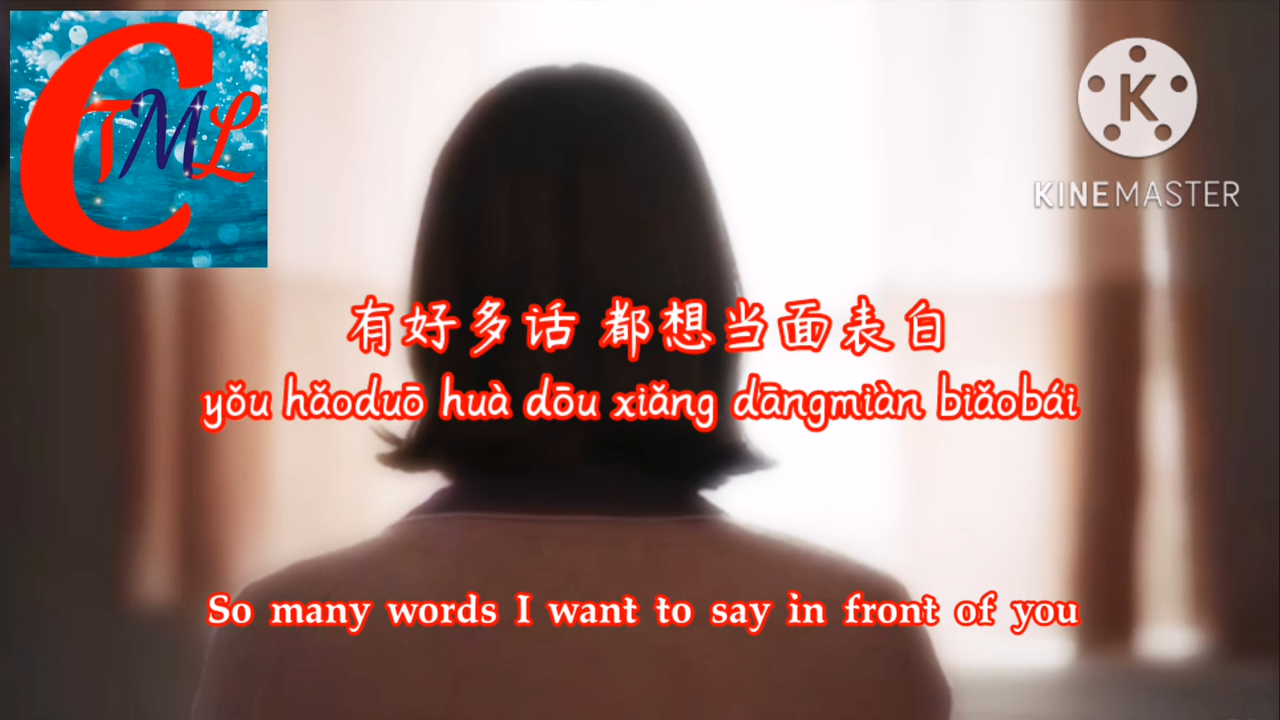 CTML
K
KINEMASTER
有好多话 都想当面表白
yǒu hǎoduō huà dōu xiǎng dāngmiàn biǎobái
So many words I want to say in front of you